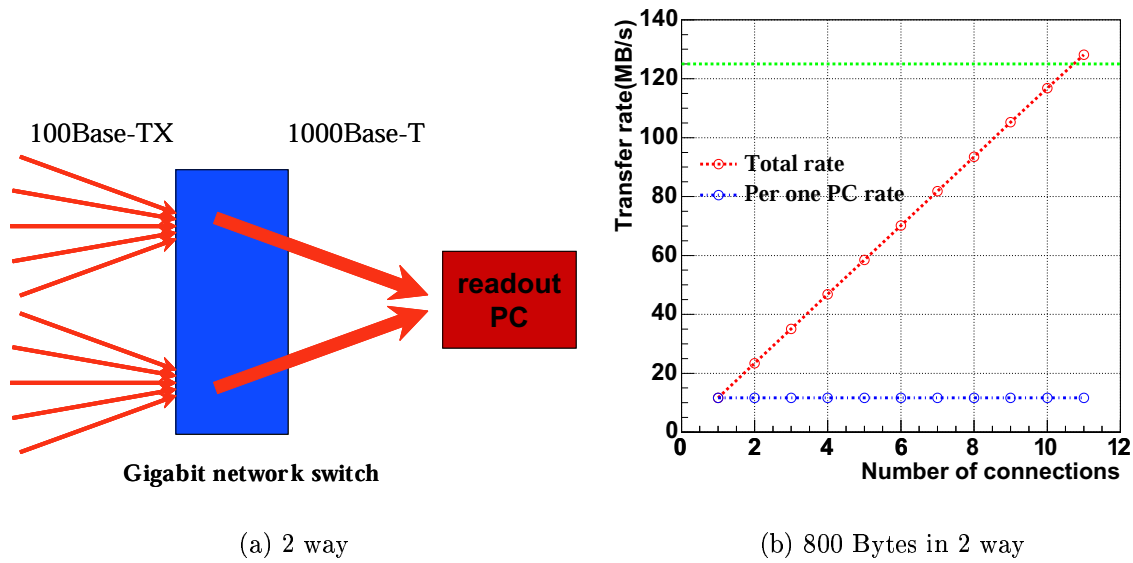 100Base-TX
1000Base-T
readout
PC
Gigabit network switch
(a) 2 way
Transfer rate(MB/s)
140
120
100
80
60
40
20
0
Total rate
Per one PC rate
0 2 4 6 8 10 12
Number of connections
(b) 800 Bytes in 2 way